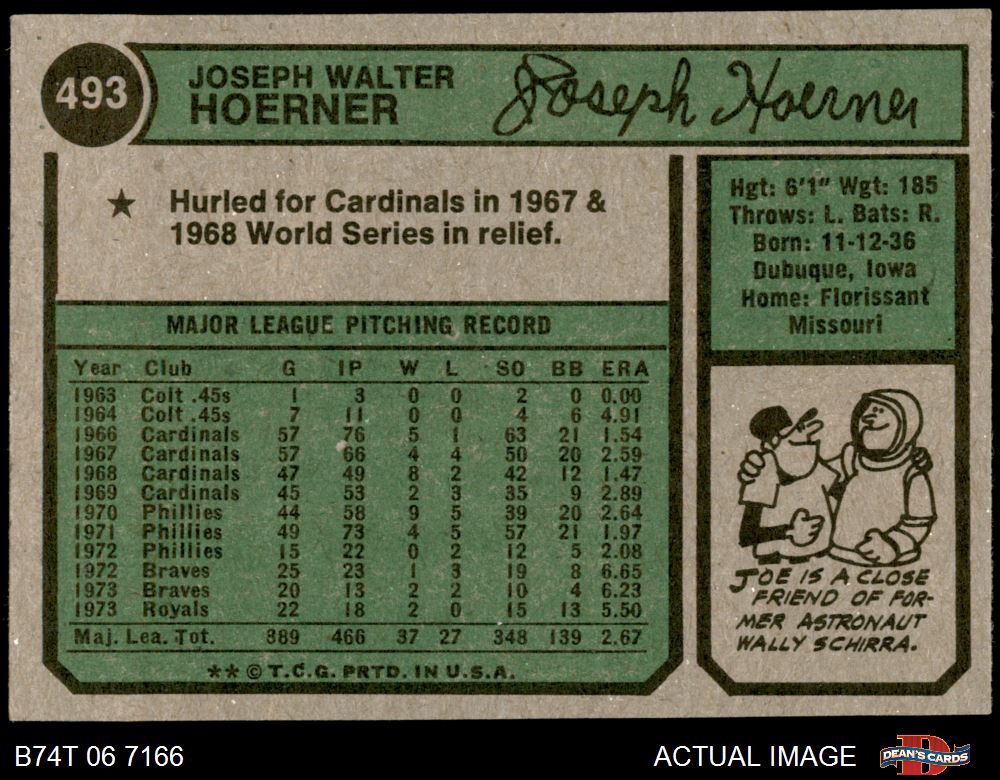 493
JOSEPH WALTER
HOERNER
Joseph Hoerner
★ Hurled for Cardinals in 1967 &
1968 World Series in relief.
MAJOR LEAGUE PITCHING RECORD
Year Club G IP W L SO BB ERA
1963 Colt .45s 1 3 0 0 2 0 0.00
1964 Colt .45s 7 11 0 0 4 6 4.91
1966 Cardinals 57 76 5 1 63 21 1.54
1967 Cardinals 57 66 4 4 50 20 2.59
1968 Cardinals 47 49 8 2 42 12 1.47
1969 Cardinals 45 53 2 3 35 9 2.89
1970 Phillies 44 58 9 5 39 20 2.64
1971 Phillies 49 73 4 5 57 21 1.97
1972 Phillies 15 22 0 2 12 5 2.08
1972 Braves 25 23 1 3 19 8 6.65
1973 Braves 20 13 2 2 10 4 6.23
1973 Royals 22 18 2 0 15 13 5.50
Maj. Lea. Tot. 389 466 37 27 348 139 2.67
** © T.C.G. PRTD. IN U.S.A.
Hgt: 6'1" Wgt: 185
Throws: L. Bats: R.
Born: 11-12-36
Dubuque, Iowa
Home: Florissant
Missouri
JOE IS A CLOSE
FRIEND OF FOR-
MER ASTRONAUT
WALLY SCHIRRA.
B74T 06 7166
ACTUAL IMAGE
DEAN'S CARDS